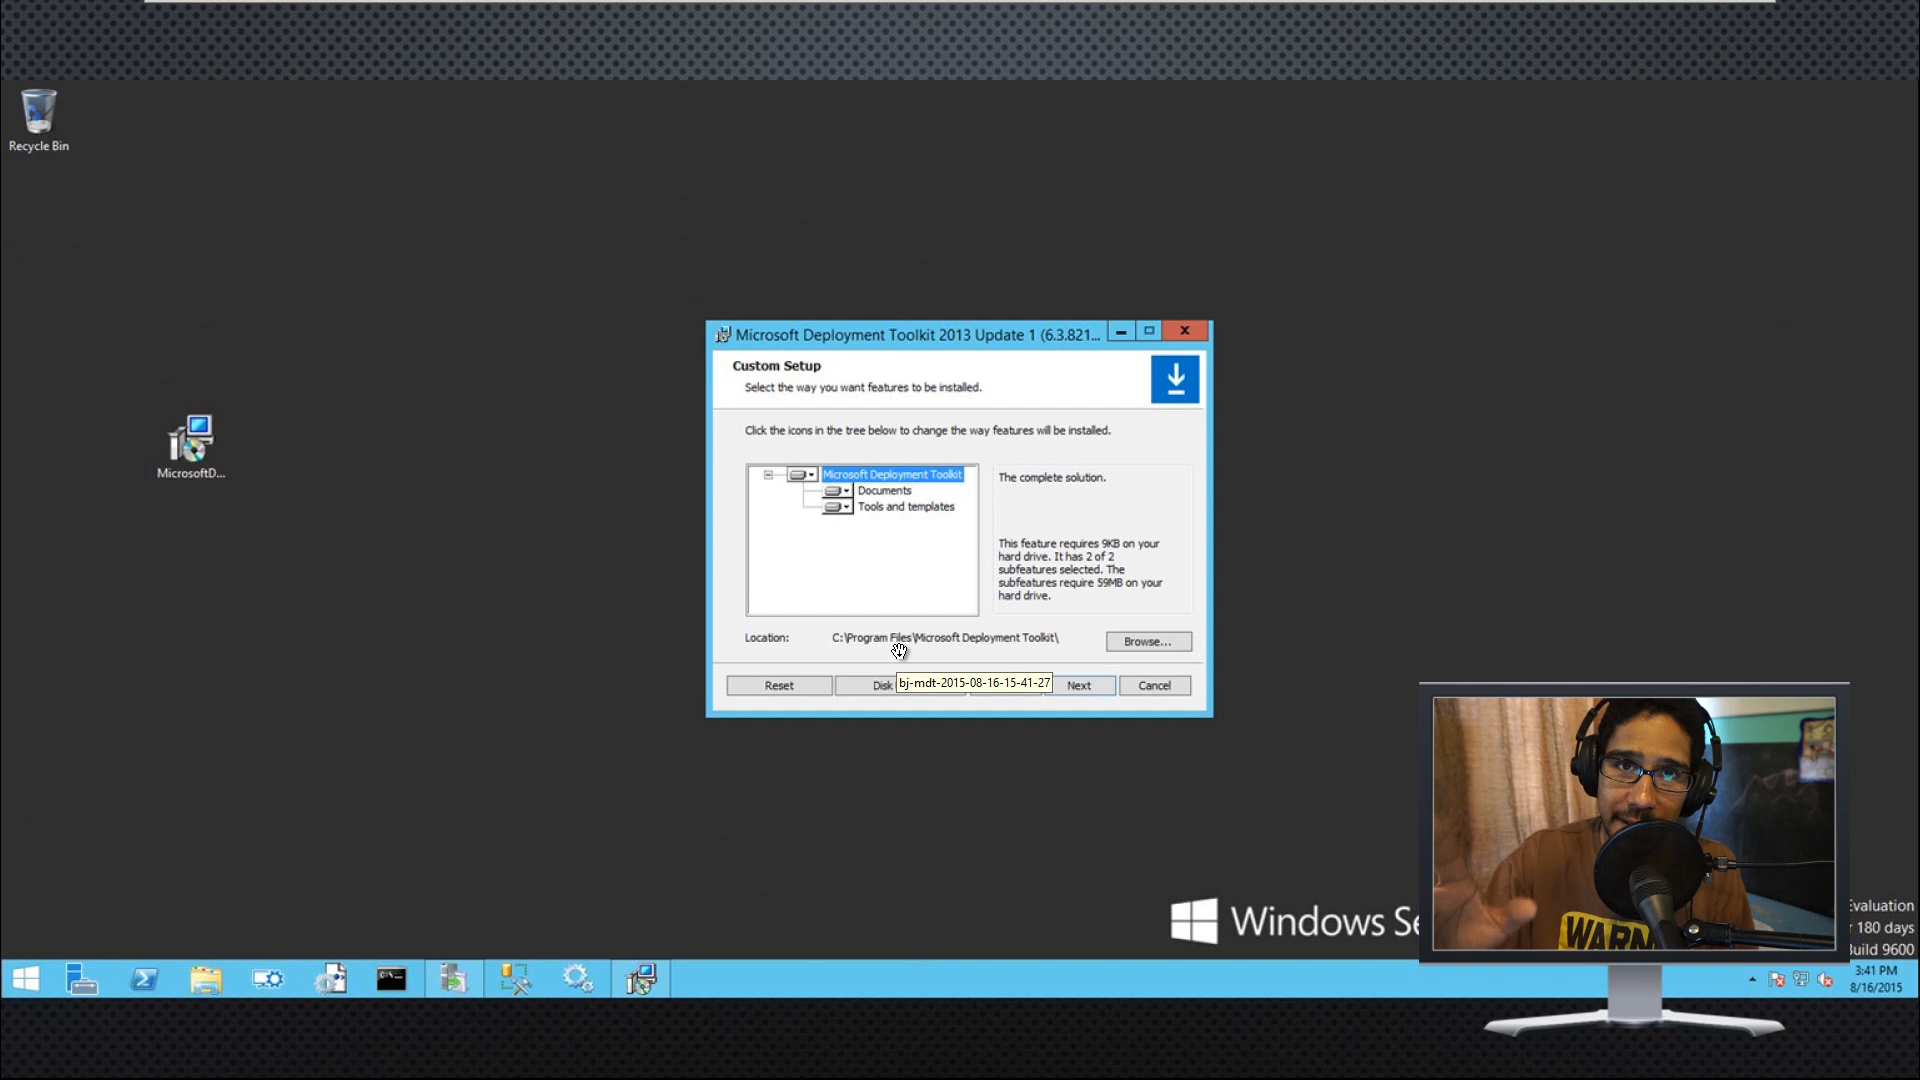 Recycle Bin
MicrosoftD...
Microsoft Deployment Toolkit 2013 Update 1 (6.3.821...
Custom Setup
Select the way you want features to be installed.
Click the icons in the tree below to change the way features will be installed.
Microsoft Deployment Toolkit
Documents
Tools and templates
The complete solution.
This feature requires 9KB on your
hard drive. It has 2 of 2
subfeatures selected. The
subfeatures require 59MB on your
hard drive.
Location:
C:\Program Files\Microsoft Deployment Toolkit\
Browse...
Reset
Disk
bj-mdt-2015-08-16-15-41-27
Next
Cancel
Windows Se
WARN
Evaluation
r 180 days
Build 9600
3:41 PM
8/16/2015